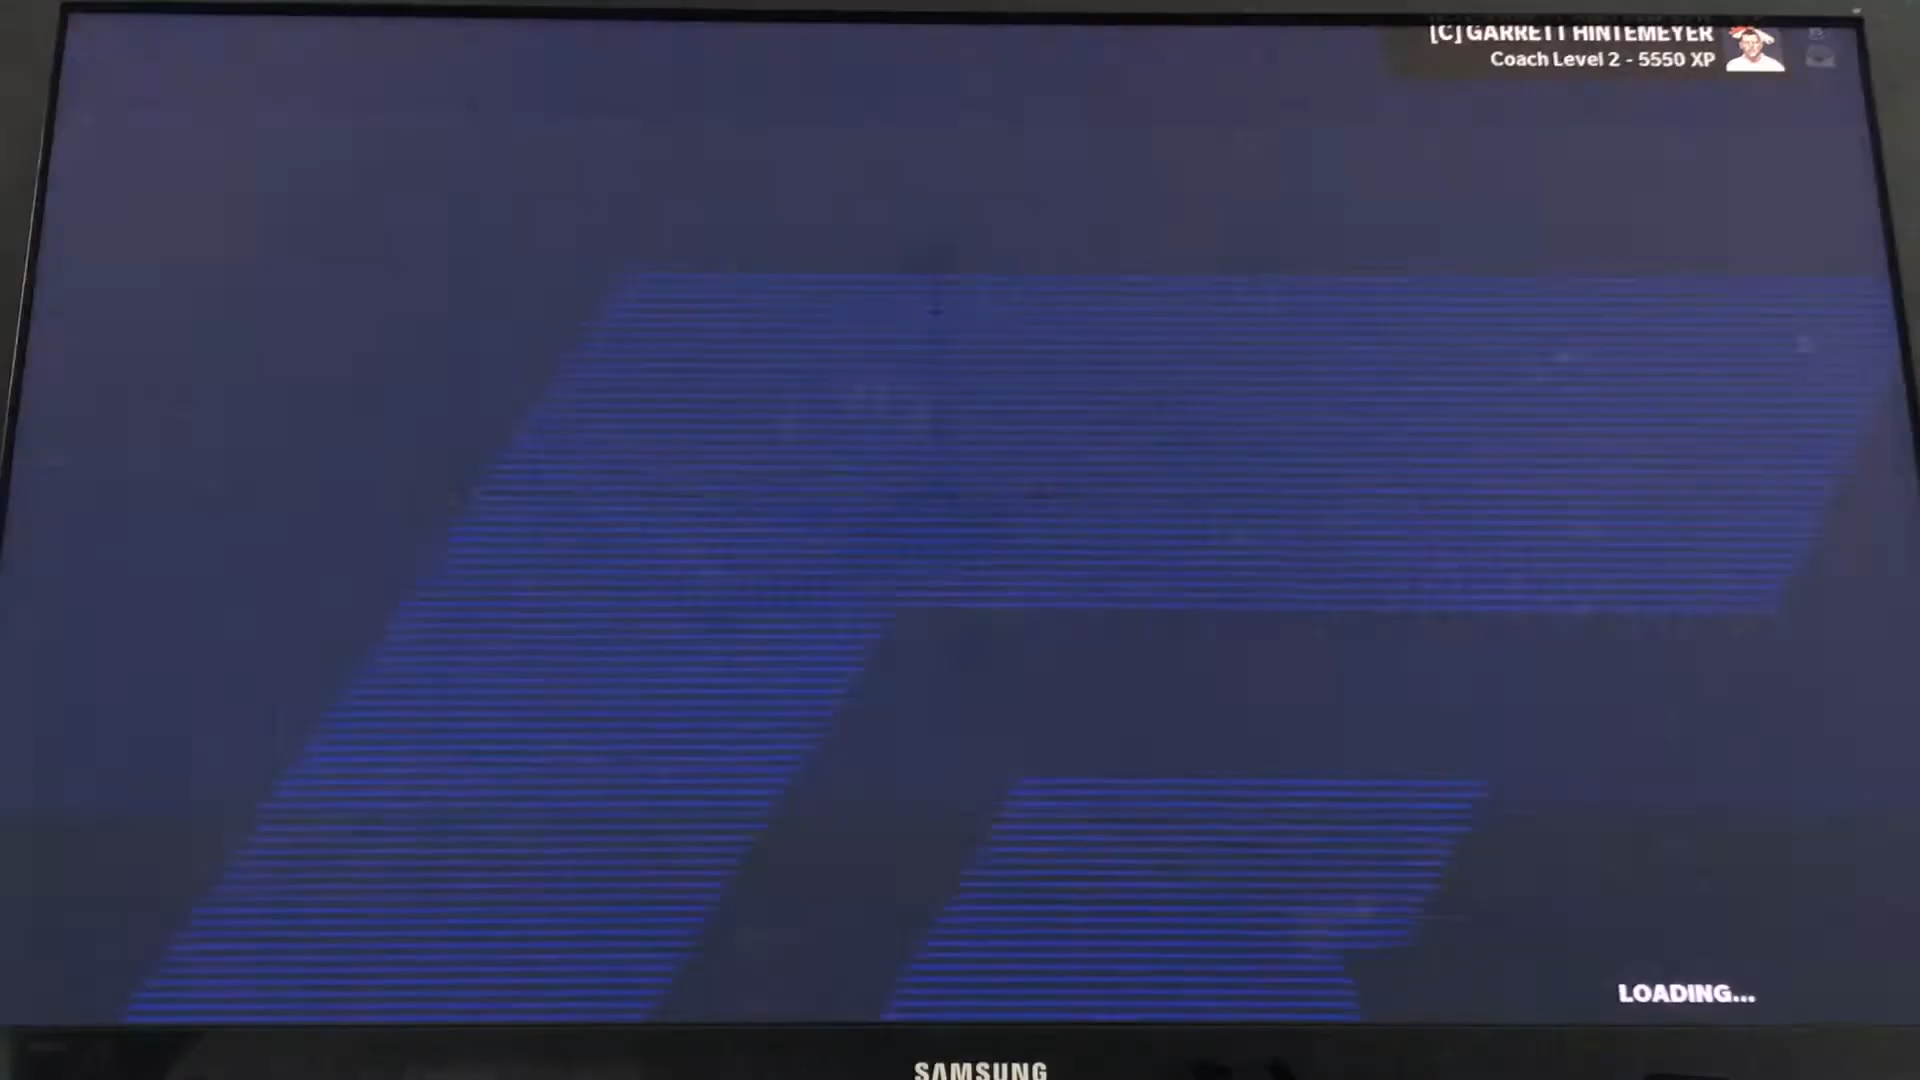 [C] GARRETT HINTEMEYER
Coach Level 2 - 5550 XP
LOADING...
SAMSUNG